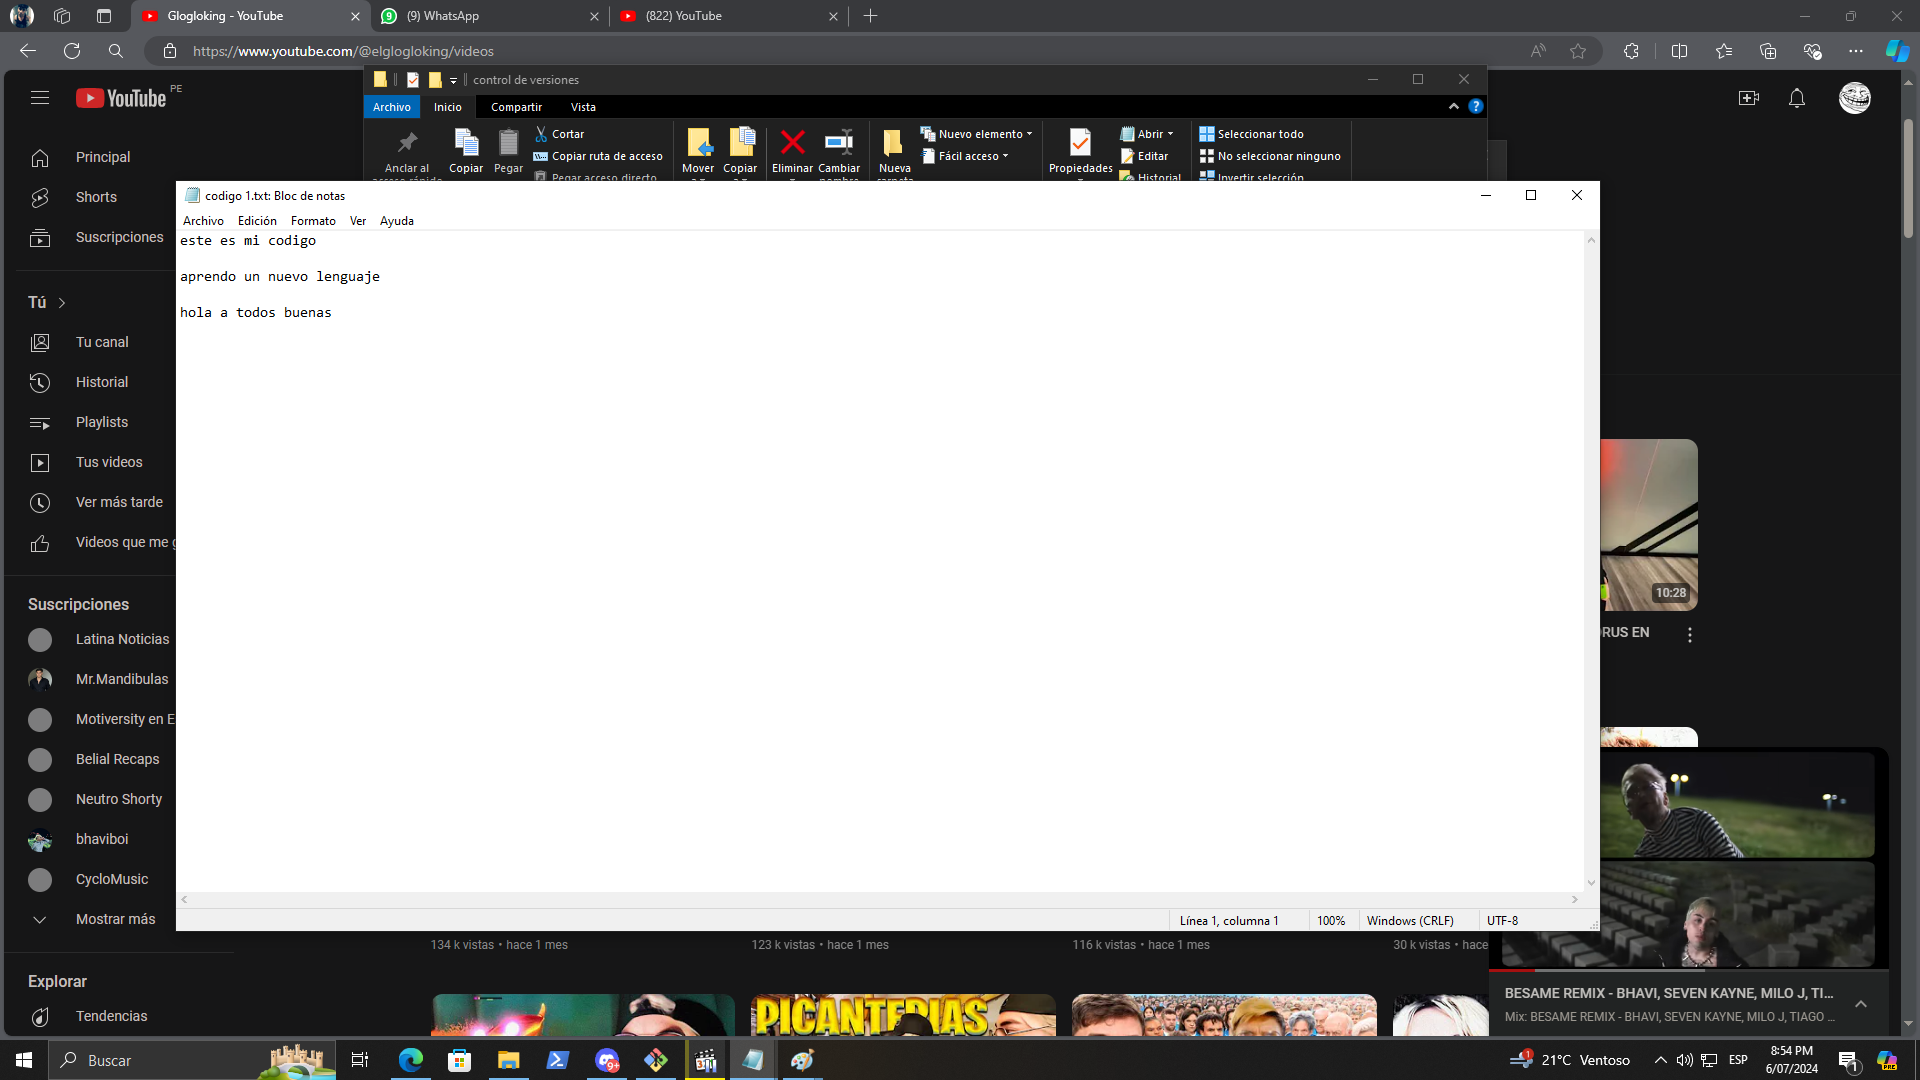 Glogloking - YouTube
(9) WhatsApp
(822) YouTube
https://www.youtube.com/@elglogloking/videos
YouTube PE
control de versiones
Archivo Inicio Compartir Vista
Anclar al
Copiar
Pegar
Cortar
Copiar ruta de acceso
Pegar acceso directo
Mover
Copiar
Eliminar
Cambiar
Nueva
Nuevo elemento
Fácil acceso
Propiedades
Abrir
Editar
Historial
Seleccionar todo
No seleccionar ninguno
Invertir selección
codigo 1.txt: Bloc de notas
Archivo Edición Formato Ver Ayuda
este es mi codigo
aprendo un nuevo lenguaje
hola a todos buenas
Línea 1, columna 1 100% Windows (CRLF) UTF-8
Principal
Shorts
Suscripciones
Tú
Tu canal
Historial
Playlists
Tus videos
Ver más tarde
Videos que me
Suscripciones
Latina Noticias
Mr.Mandibulas
Motiversity en E
Belial Recaps
Neutro Shorty
bhaviboi
CycloMusic
Mostrar más
Explorar
Tendencias
10:28
RUS EN
134 k vistas • hace 1 mes
123 k vistas • hace 1 mes
116 k vistas • hace 1 mes
30 k vistas • hace
PICANTERIAS
BESAME REMIX - BHAVI, SEVEN KAYNE, MILO J, TI...
Mix: BESAME REMIX - BHAVI, SEVEN KAYNE, MILO J, TIAGO ...
Buscar
9+
1
21°C Ventoso
ESP
8:54 PM
6/07/2024
1